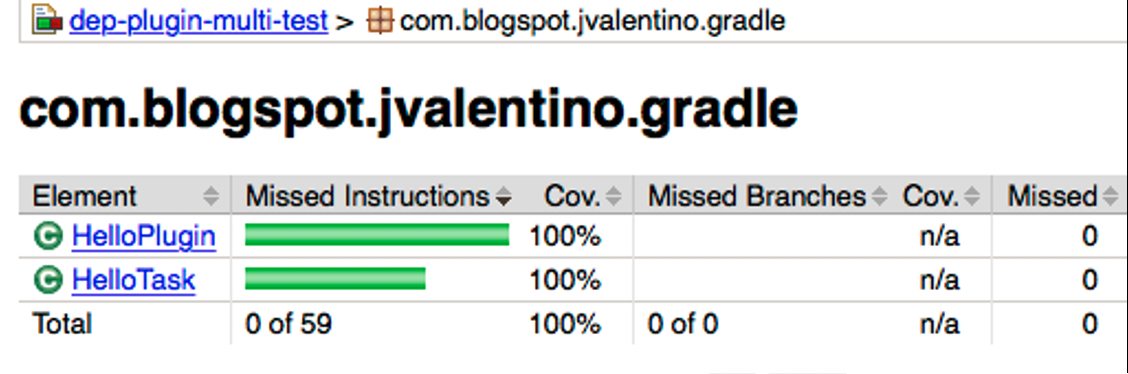 dep-plugin-multi-test > com.blogspot.jvalentino.gradle
com.blogspot.jvalentino.gradle
Element Missed Instructions Cov. Missed Branches Cov. Missed
C HelloPlugin 100% n/a 0
C HelloTask 100% n/a 0
Total 0 of 59 100% 0 of 0 n/a 0